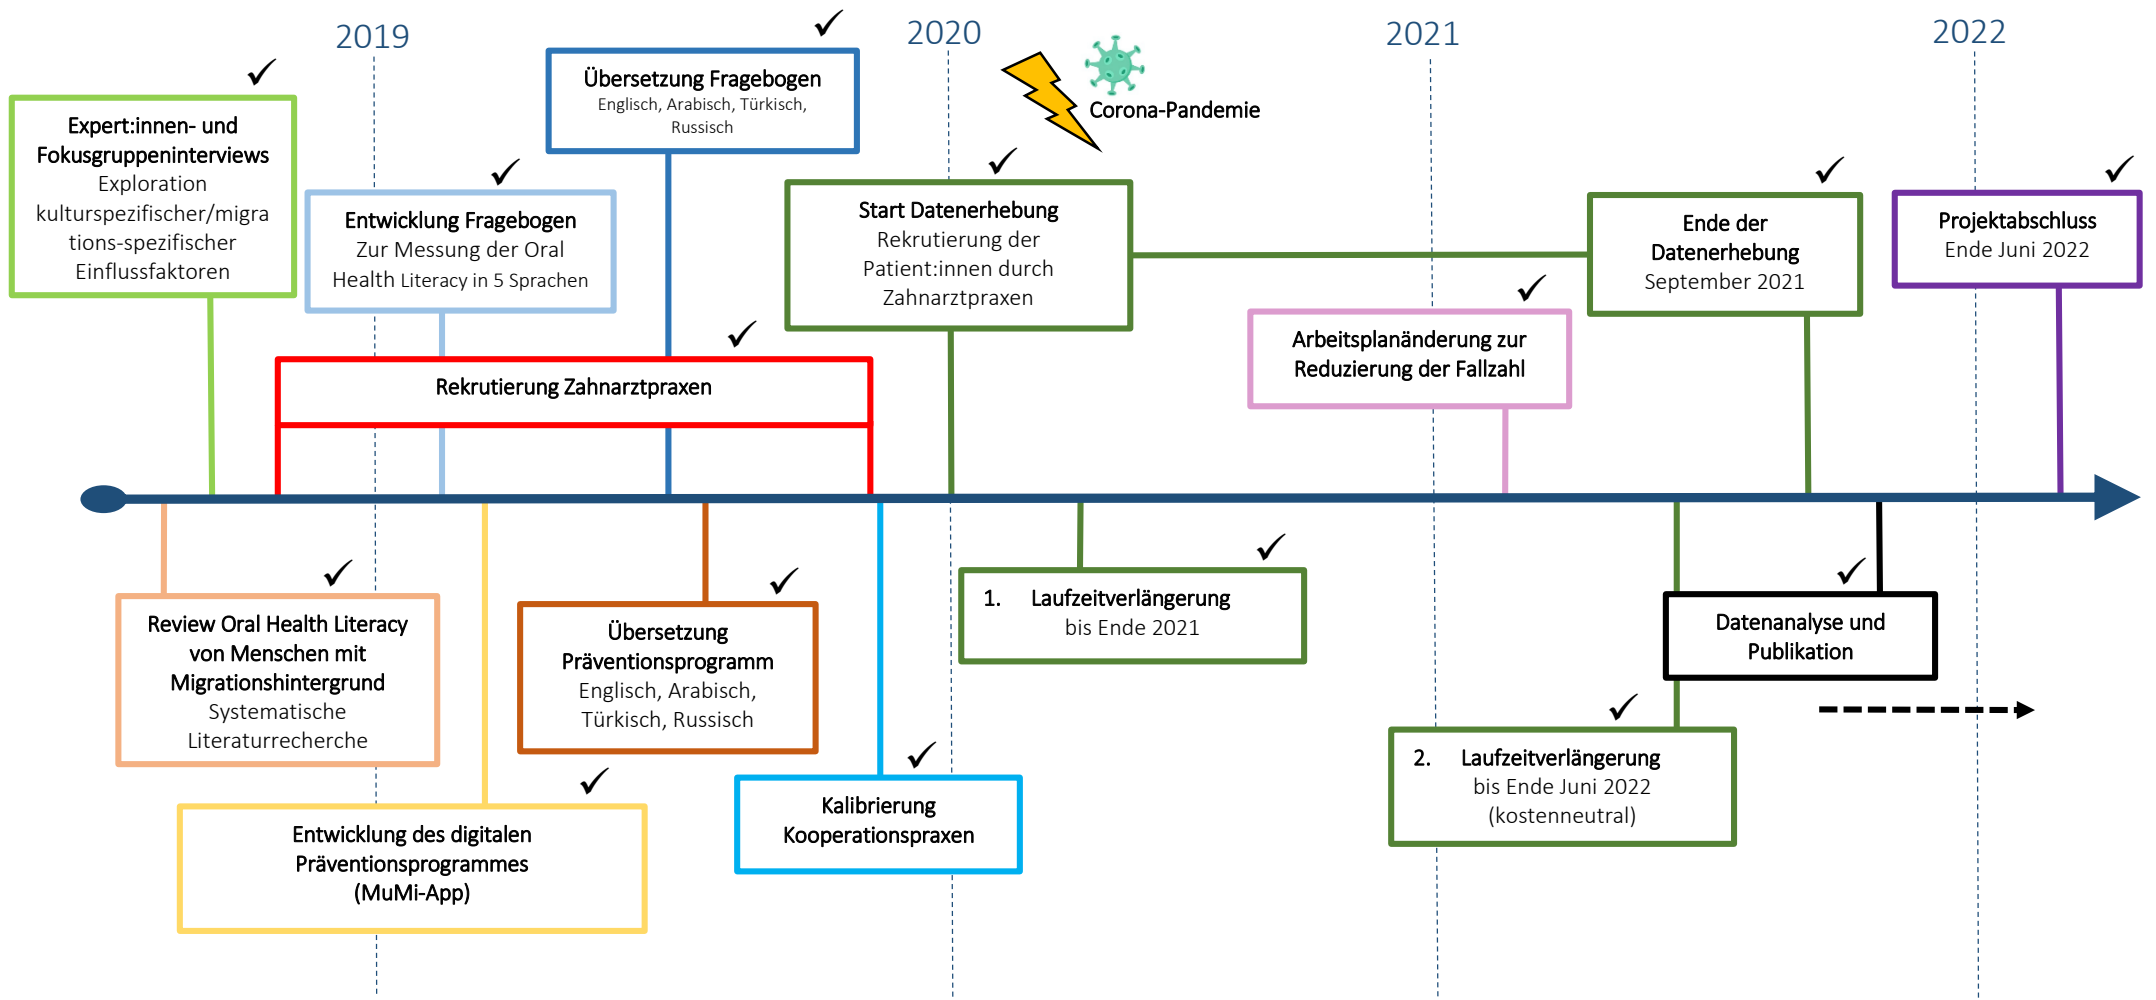 2019
2020
2021
2022
Expert:innen- und
Fokusgruppeninterviews
Exploration
kulturspezifischer/migra
tions-spezifischer
Einflussfaktoren
Entwicklung Fragebogen
Zur Messung der Oral
Health Literacy in 5 Sprachen
Übersetzung Fragebogen
Englisch, Arabisch, Türkisch,
Russisch
Corona-Pandemie
Start Datenerhebung
Rekrutierung der
Patient:innen durch
Zahnarztpraxen
Ende der
Datenerhebung
September 2021
Projektabschluss
Ende Juni 2022
Arbeitsplanänderung zur
Reduzierung der Fallzahl
Rekrutierung Zahnarztpraxen
Review Oral Health Literacy
von Menschen mit
Migrationshintergrund
Systematische
Literaturrecherche
Übersetzung
Präventionsprogramm
Englisch, Arabisch,
Türkisch, Russisch
1. Laufzeitverlängerung
bis Ende 2021
Datenanalyse und
Publikation
Entwicklung des digitalen
Präventionsprogrammes
(MuMi-App)
Kalibrierung
Kooperationspraxen
2. Laufzeitverlängerung
bis Ende Juni 2022
(kostenneutral)